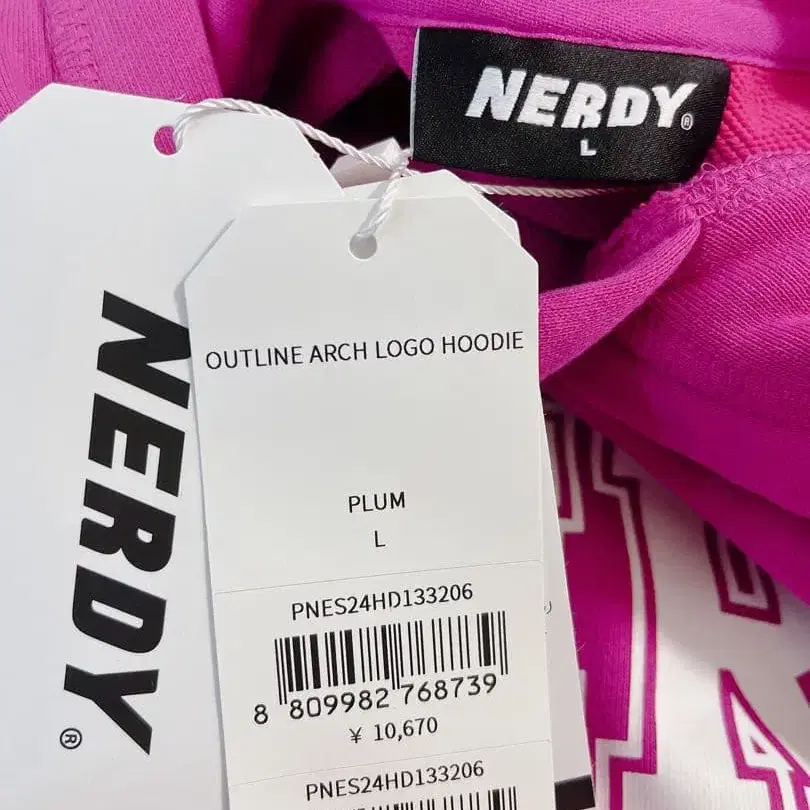 NERDY®
L
NERDY®
OUTLINE ARCH LOGO HOODIE
PLUM
L
PNES24HD133206
8 809982 768739
¥ 10,670
PNES24HD133206